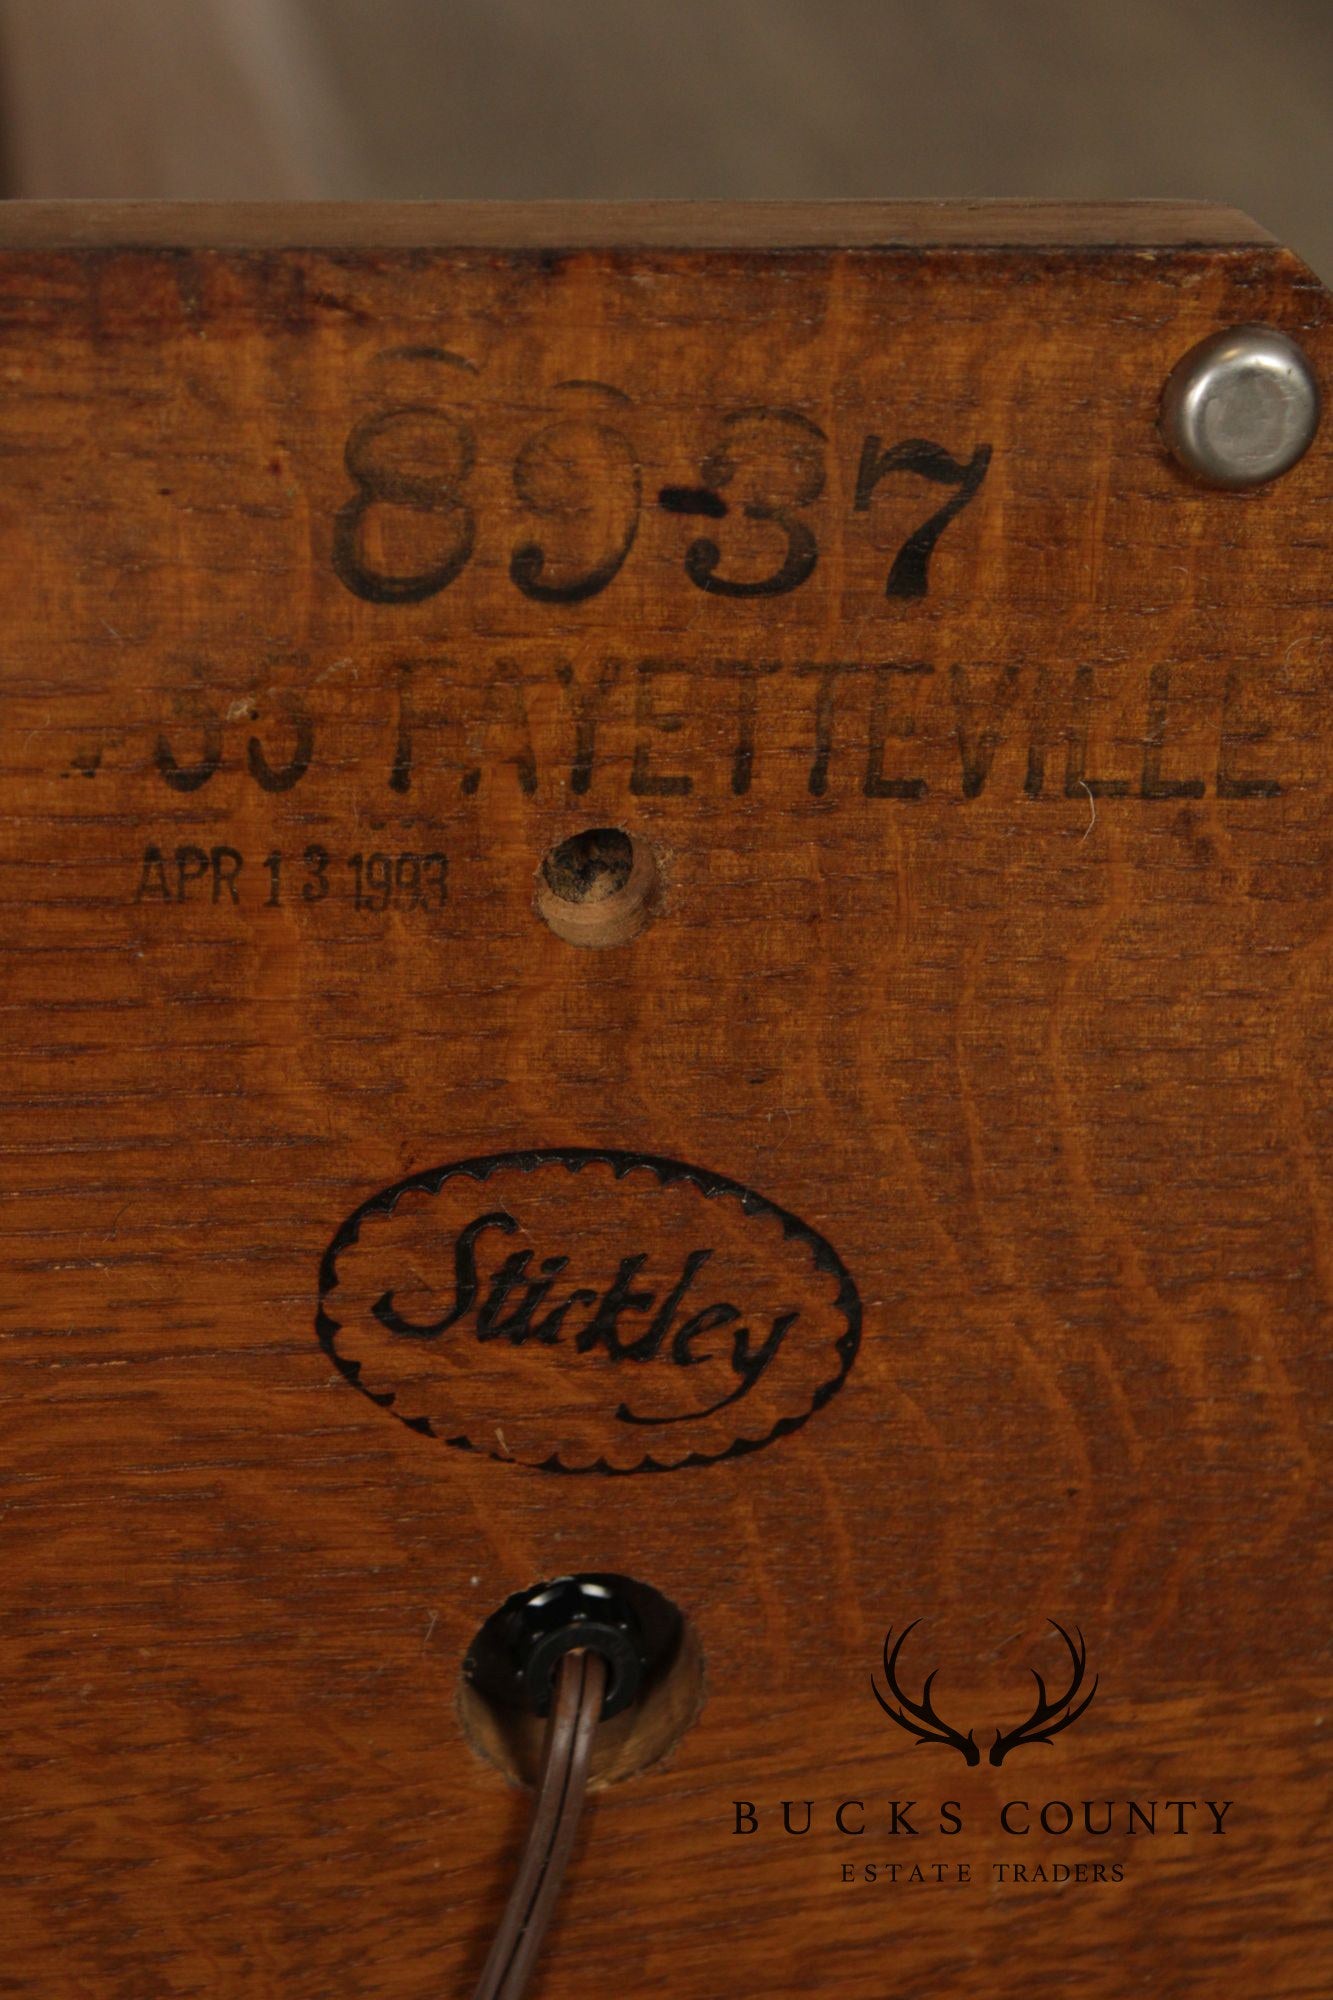 89-37
FAYETTEVILLE
APR 13 1993
Stickley
BUCKS COUNTY
ESTATE TRADERS